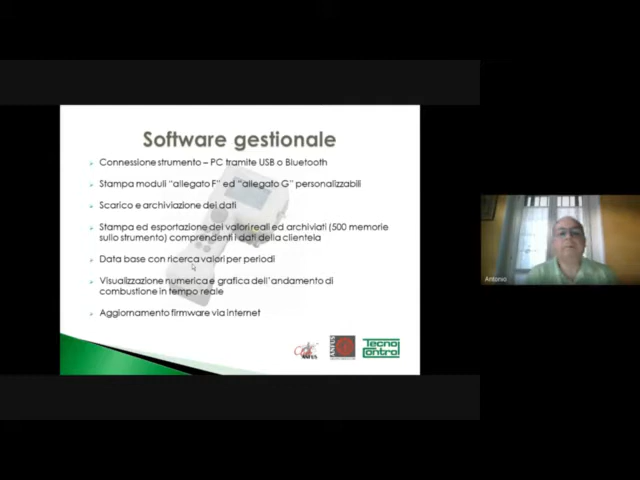 Software gestionale
Connessione strumento – PC tramite USB o Bluetooth
Stampa moduli “allegato F” ed “allegato G” personalizzabili
Scarico e archiviazione dei dati
Stampa ed esportazione dei valori reali ed archiviati (500 memorie
sullo strumento) comprendenti i dati della clientela
Data base con ricerca valori per periodi
Visualizzazione numerica e grafica dell’andamento di
combustione in tempo reale
Aggiornamento firmware via internet
Tecno
Control
Antonio